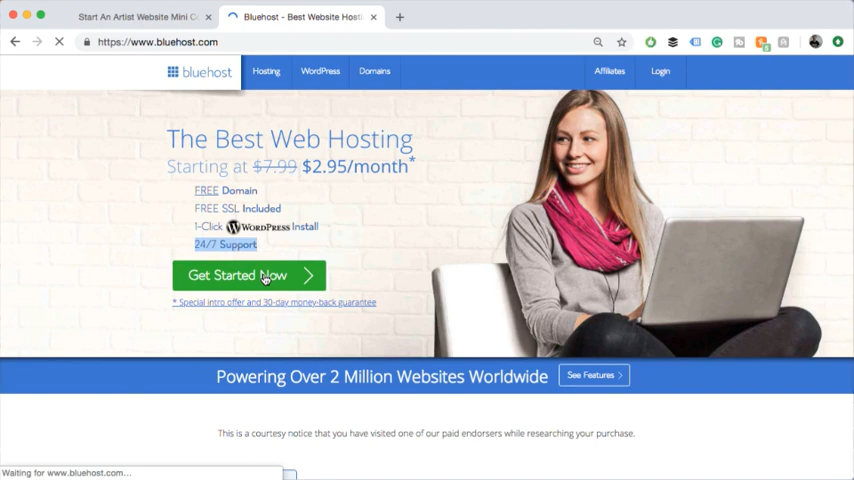 Start An Artist Website Mini C
Bluehost - Best Website Hosti
https://www.bluehost.com
bluehost
Hosting
WordPress
Domains
Affiliates
Login
The Best Web Hosting
Starting at $7.99 $2.95/month*
FREE Domain
FREE SSL Included
1-Click WORDPRESS Install
24/7 Support
Get Started Now
* Special intro offer and 30-day money-back guarantee
Powering Over 2 Million Websites Worldwide
See Features
This is a courtesy notice that you have visited one of our paid endorsers while researching your purchase.
Waiting for www.bluehost.com...